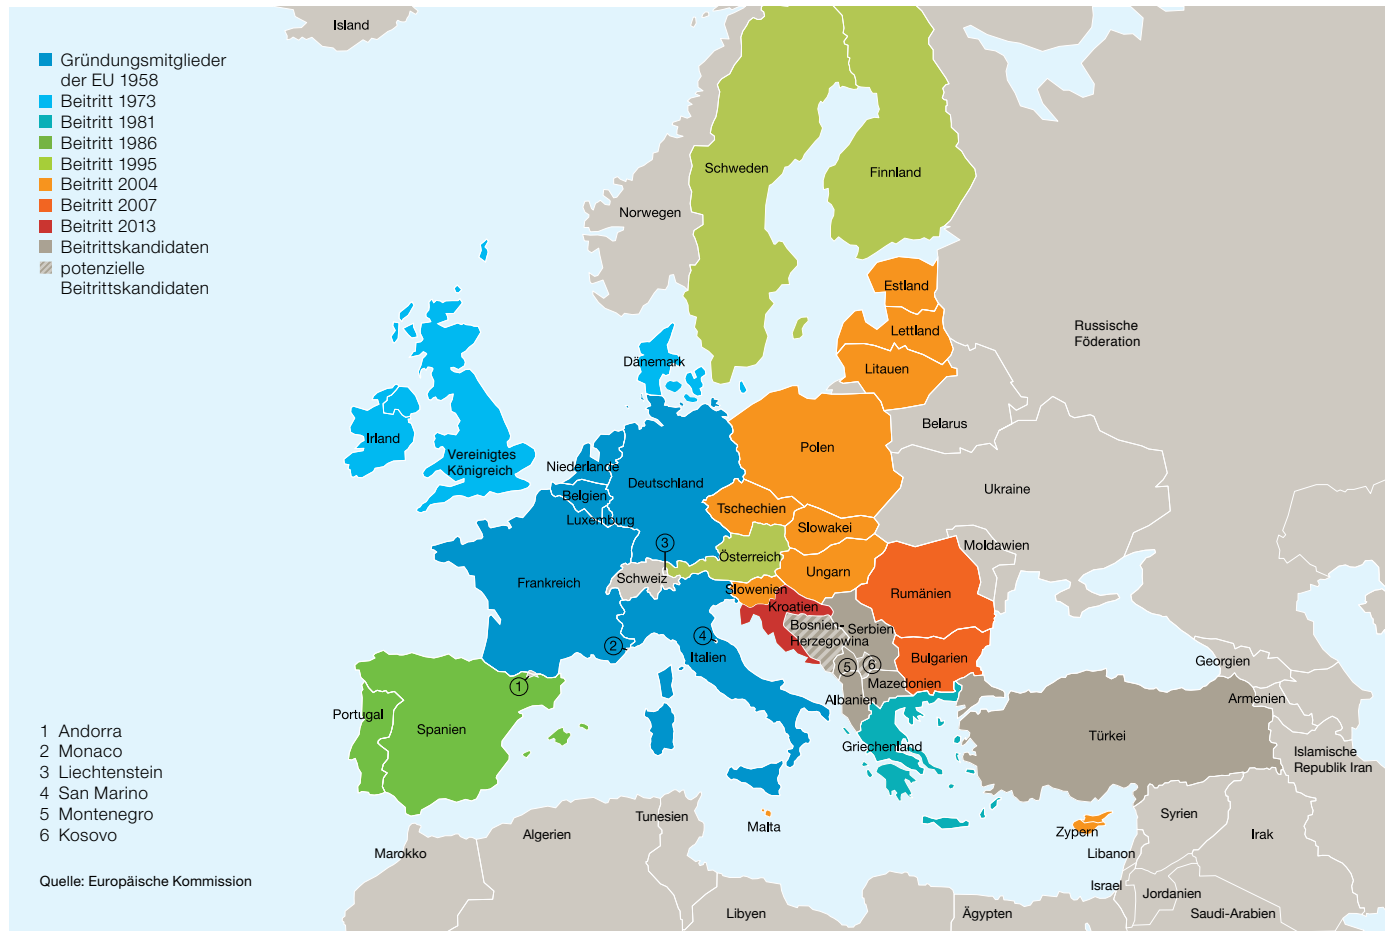 Island
Gründungsmitglieder
der EU 1958
Beitritt 1973
Beitritt 1981
Beitritt 1986
Beitritt 1995
Beitritt 2004
Beitritt 2007
Beitritt 2013
Beitrittskandidaten
potenzielle
Beitrittskandidaten
Schweden
Finnland
Norwegen
Estland
Lettland
Litauen
Russische
Föderation
Dänemark
Belarus
Irland
Vereinigtes
Königreich
Polen
Niederlande
Deutschland
Belgien
Luxemburg
Ukraine
Tschechien
Slowakei
3
Moldawien
Österreich
Ungarn
Schweiz
Frankreich
Slowenien
Rumänien
Kroatien
Bosnien-
Herzegowina
Serbien
4
2
Italien
5
6
Bulgarien
Georgien
1
Mazedonien
Albanien
Armenien
Portugal
Spanien
Griechenland
Türkei
Islamische
Republik Iran
1 Andorra
2 Monaco
3 Liechtenstein
4 San Marino
5 Montenegro
6 Kosovo
Tunesien
Algerien
Malta
Marokko
Zypern
Syrien
Irak
Libanon
Israel
Jordanien
Quelle: Europäische Kommission
Libyen
Ägypten
Saudi-Arabien